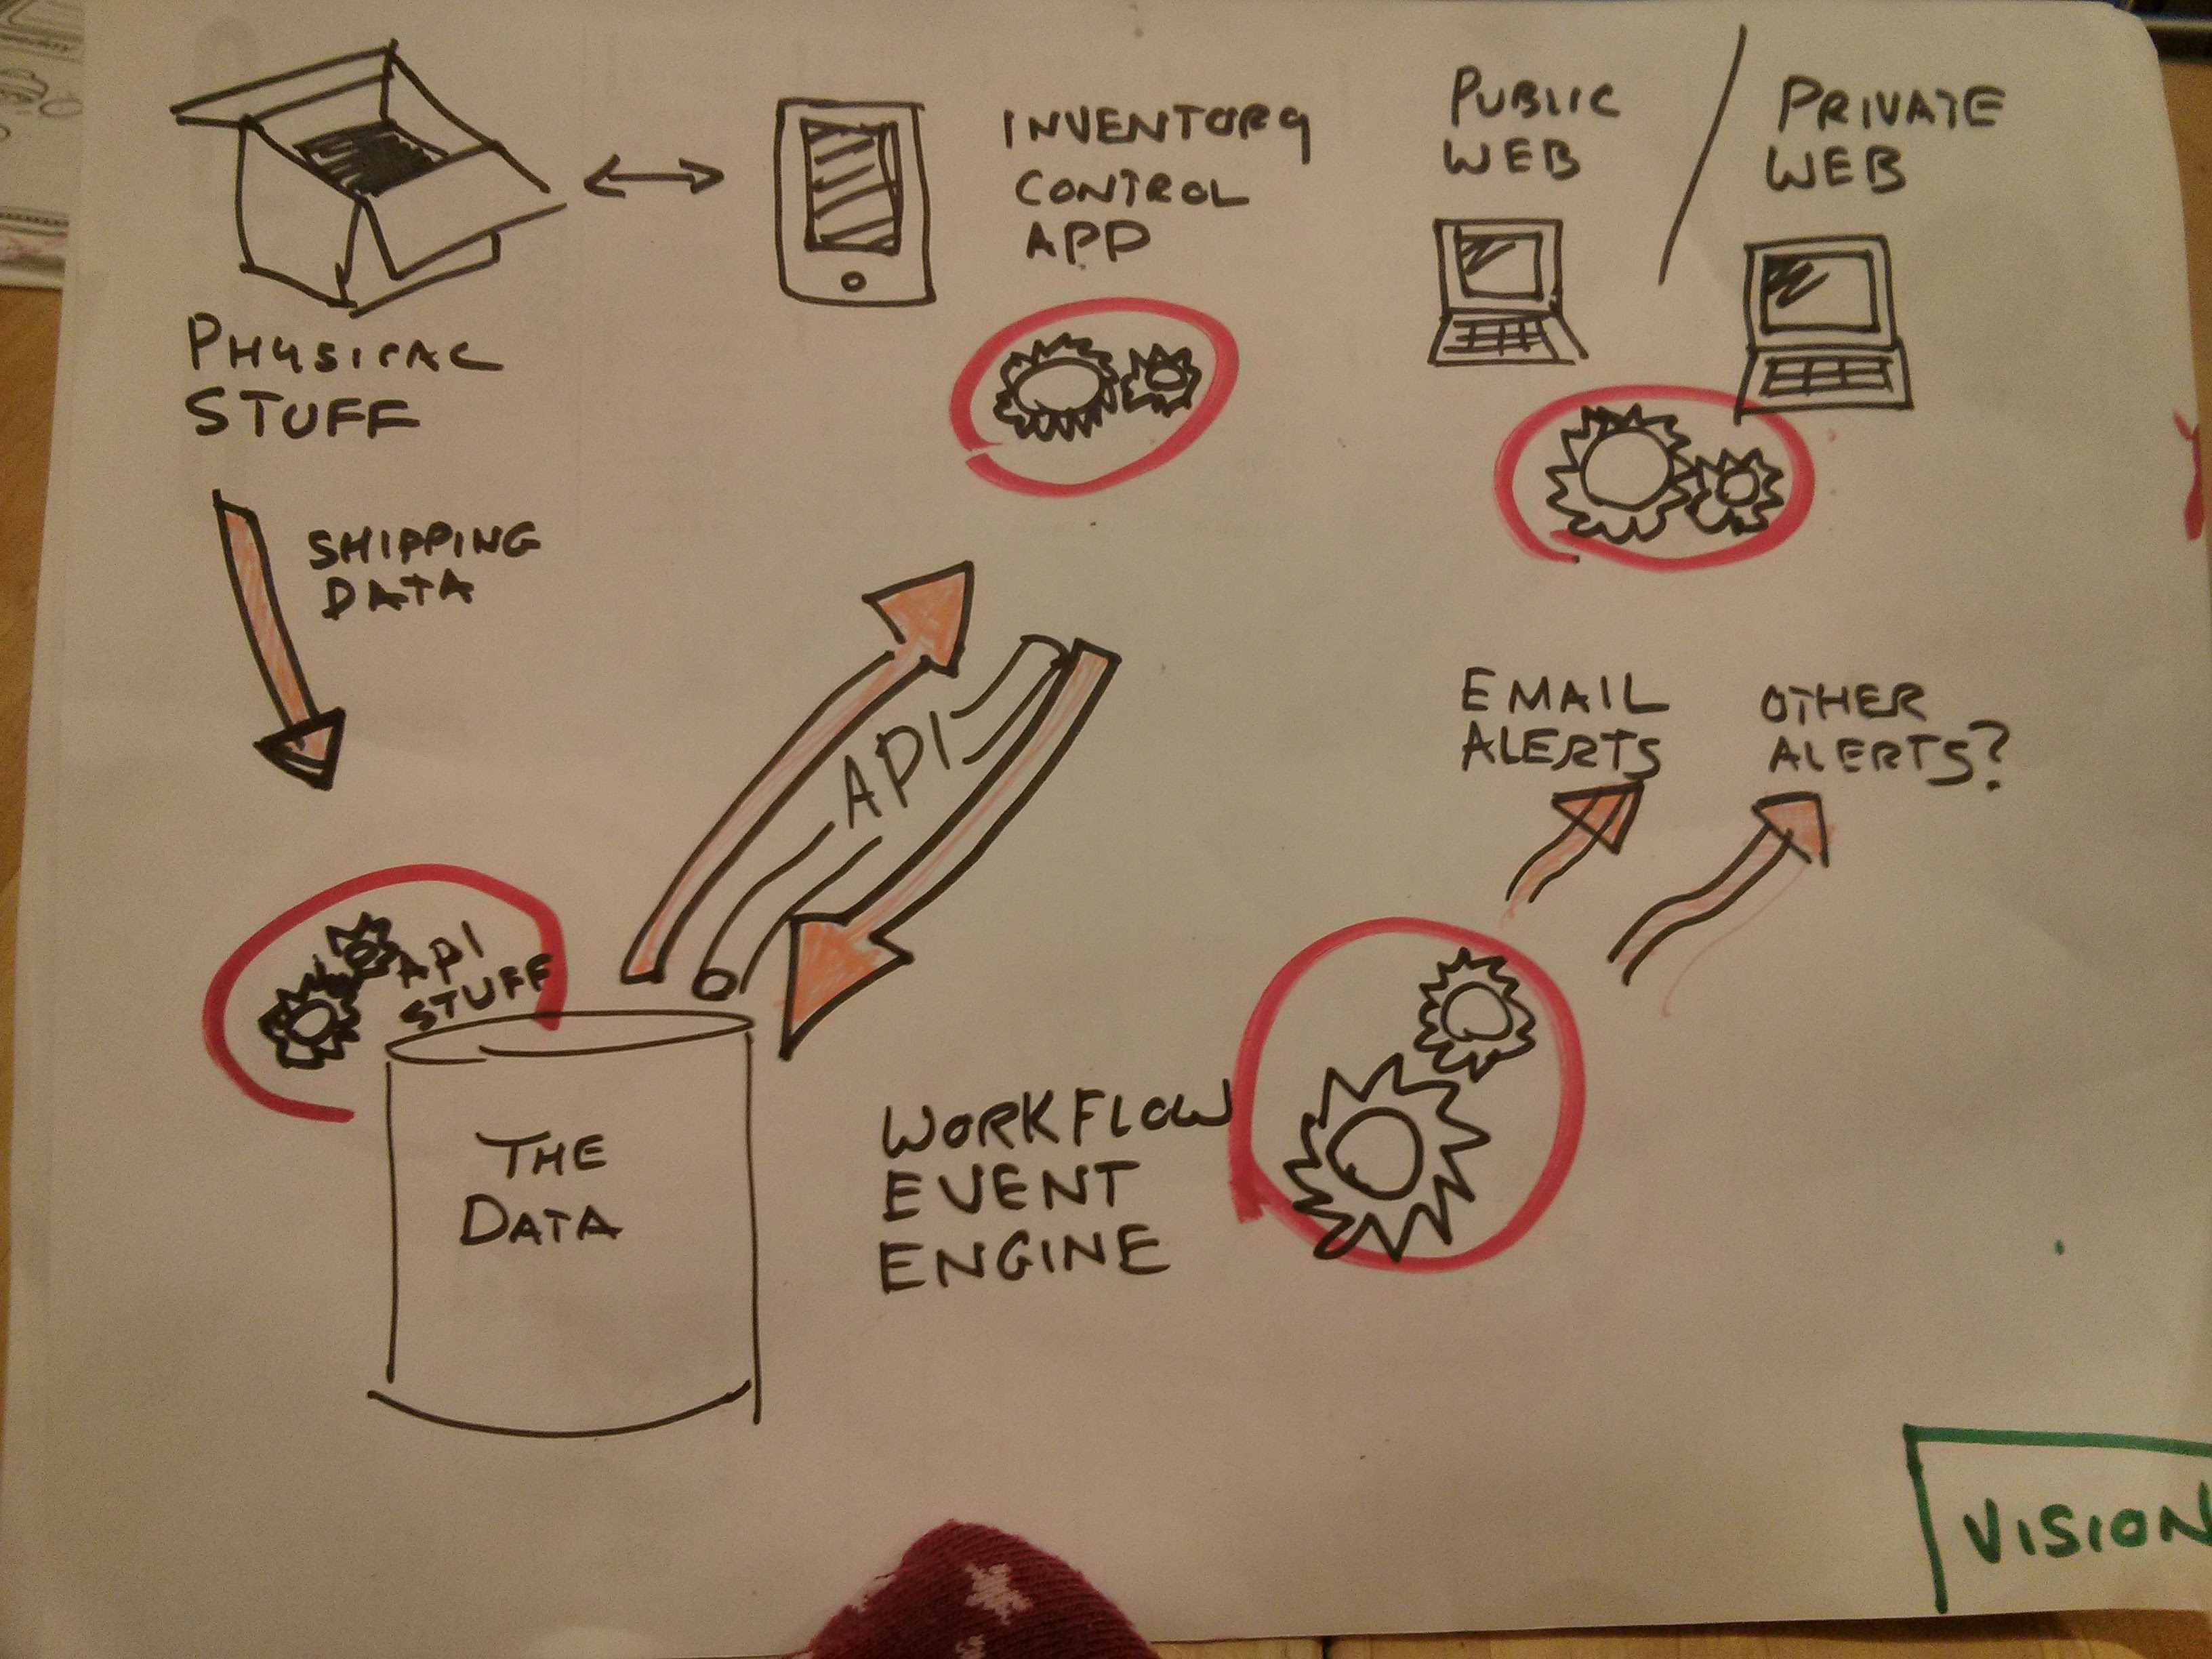 PHYSICAL
STUFF
INVENTORY
CONTROL
APP
PUBLIC
WEB
PRIVATE
WEB
SHIPPING
DATA
API
EMAIL
ALERTS
OTHER
ALERTS?
API
STUFF
THE
DATA
WORKFLOW
EVENT
ENGINE
VISION